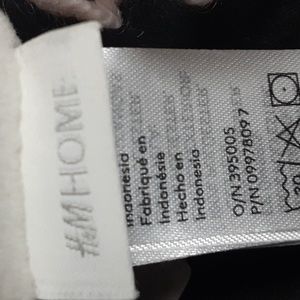 H&M HOME
Indonesia
Fabriqué en
Indonésie
Hecho en
Indonesia
O/N 395005
P/N 0997809 7